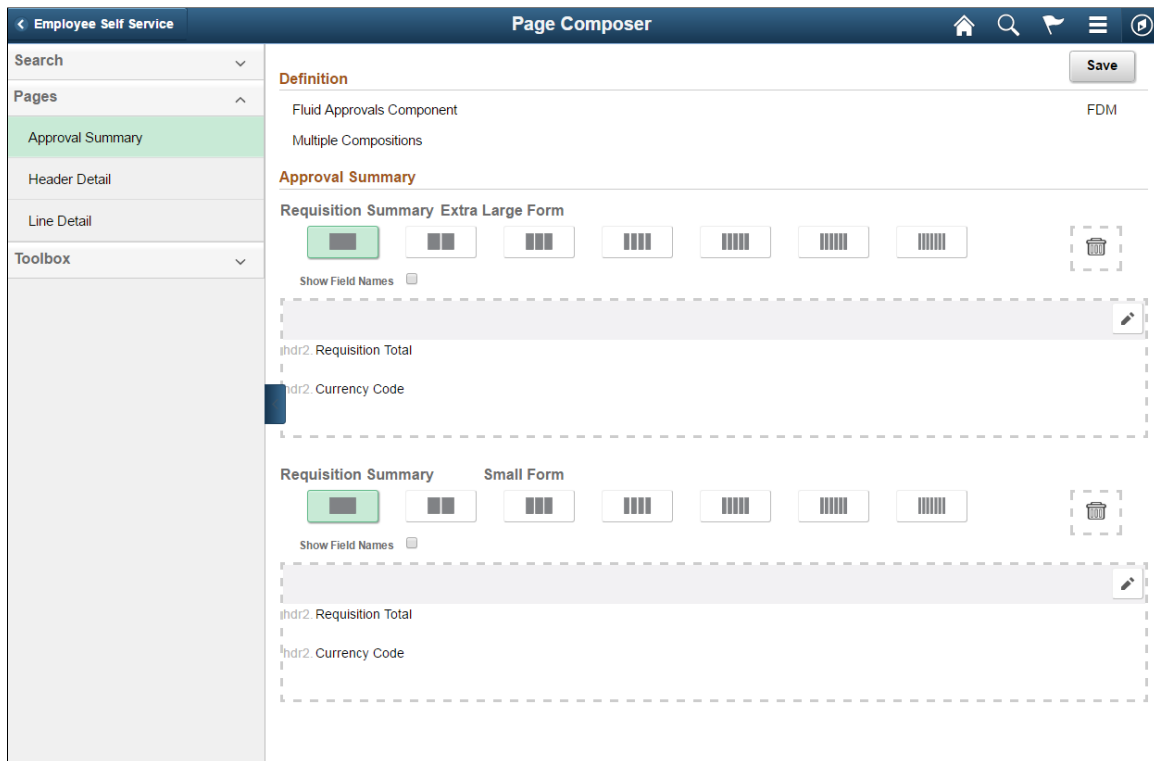 Employee Self Service
Page Composer
Search
Pages
Approval Summary
Header Detail
Line Detail
Toolbox
Save
Definition
Fluid Approvals Component FDM
Multiple Compositions
Approval Summary
Requisition Summary Extra Large Form
Show Field Names
hdr2. Requisition Total
hdr2. Currency Code
Requisition Summary Small Form
Show Field Names
hdr2. Requisition Total
hdr2. Currency Code